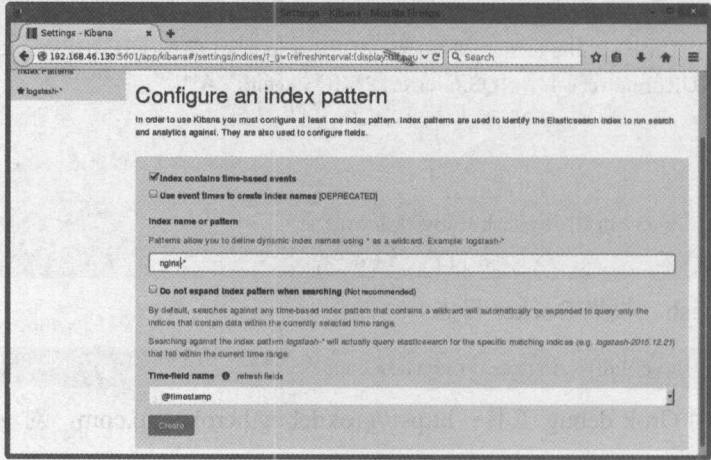 Settings - Kibana - Mozilla Firefox
Settings - Kibana
192.168.46.130:5601/app/kibana#/settings/indices/?_g=(refreshInterval:(display:
Search
Index Patterns
logstash-*
Configure an index pattern
In order to use Kibana you must configure at least one index pattern. Index patterns are used to identify the Elasticsearch index to run search
and analytics against. They are also used to configure fields.
Index contains time-based events
Use event times to create index names [DEPRECATED]
Index name or pattern
Patterns allow you to define dynamic index names using * as a wildcard. Example: logstash-*
nginx-*
Do not expand index pattern when searching (Not recommended)
By default, searches against any time-based index pattern that contains a wildcard will automatically be expanded to query only the
indices that contain data within the currently selected time range.
Searching against the index pattern logstash-* will actually query elasticsearch for the specific matching indices (e.g. logstash-2015.12.21)
that fall within the current time range.
Time-field name refresh fields
@timestamp
Create